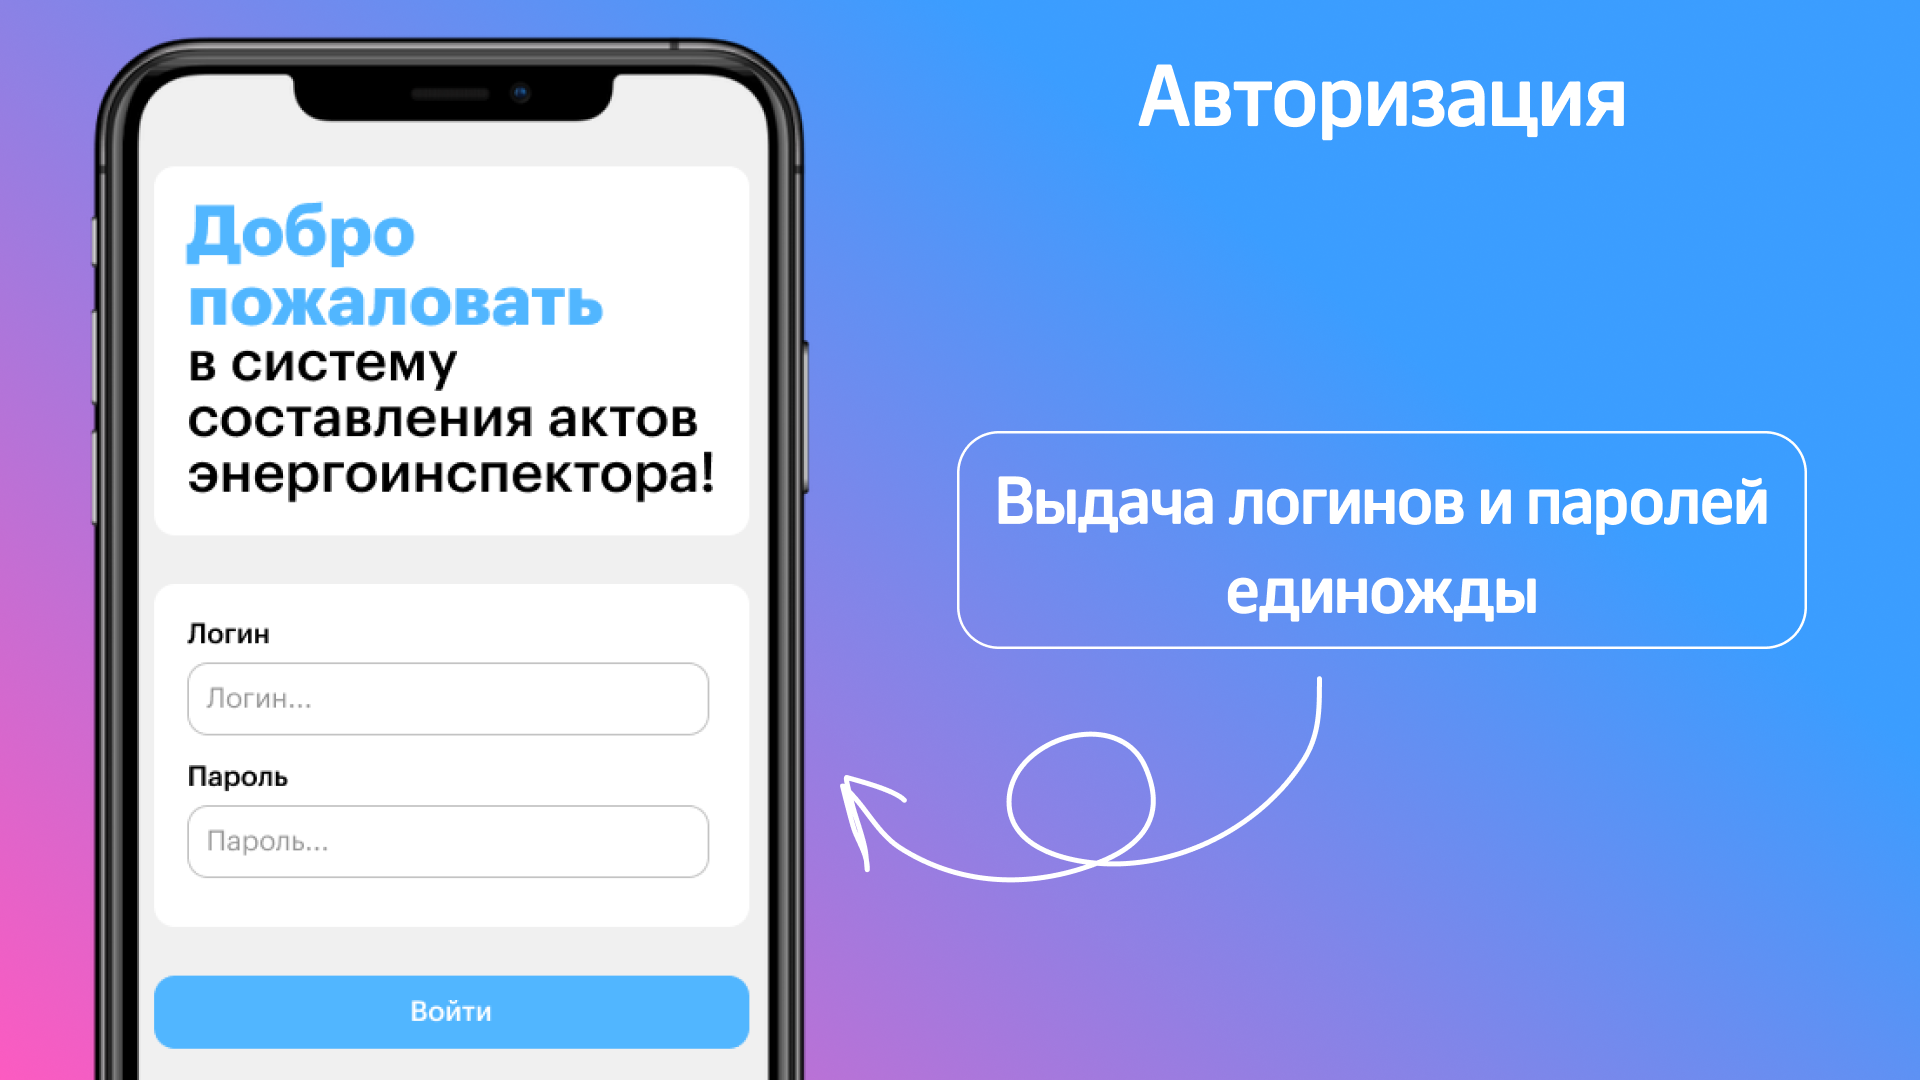 Авторизация
Добро
пожаловать
в систему
составления актов
энергоинспектора!
Логин
Логин...
Пароль
Пароль...
Войти
Выдача логинов и паролей
единожды